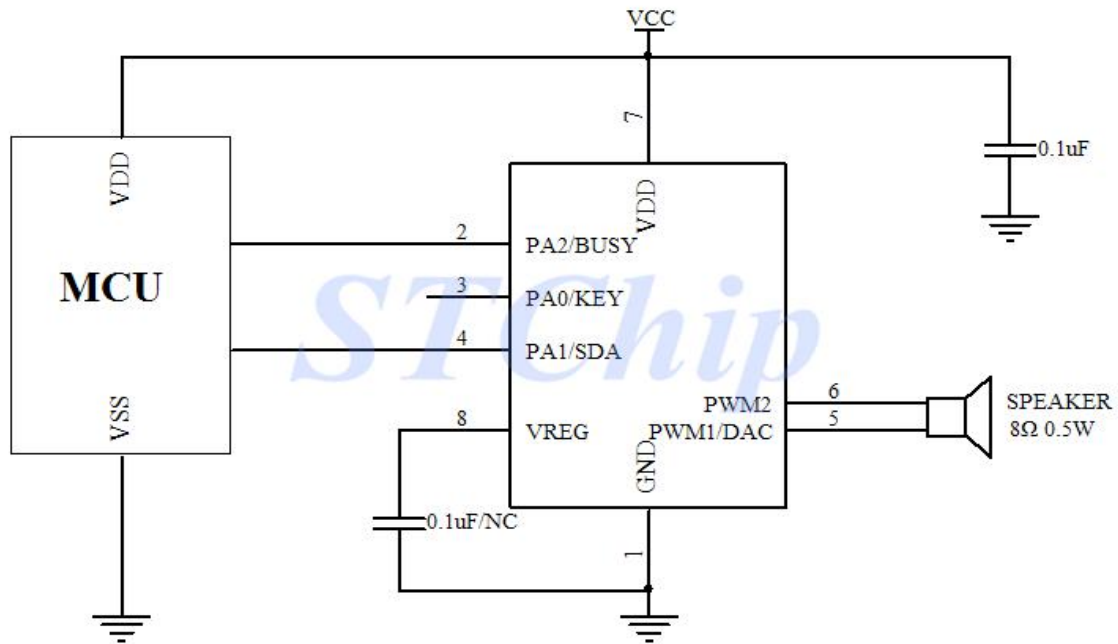 VCC
7
VDD
0.1uF
VDD
2
PA2/BUSY
MCU
3
PA0/KEY
STChip
4
PA1/SDA
VSS
PWM2
6
SPEAKER
8Ω 0.5W
8
VREG
PWM1/DAC
5
GND
0.1uF/NC
1